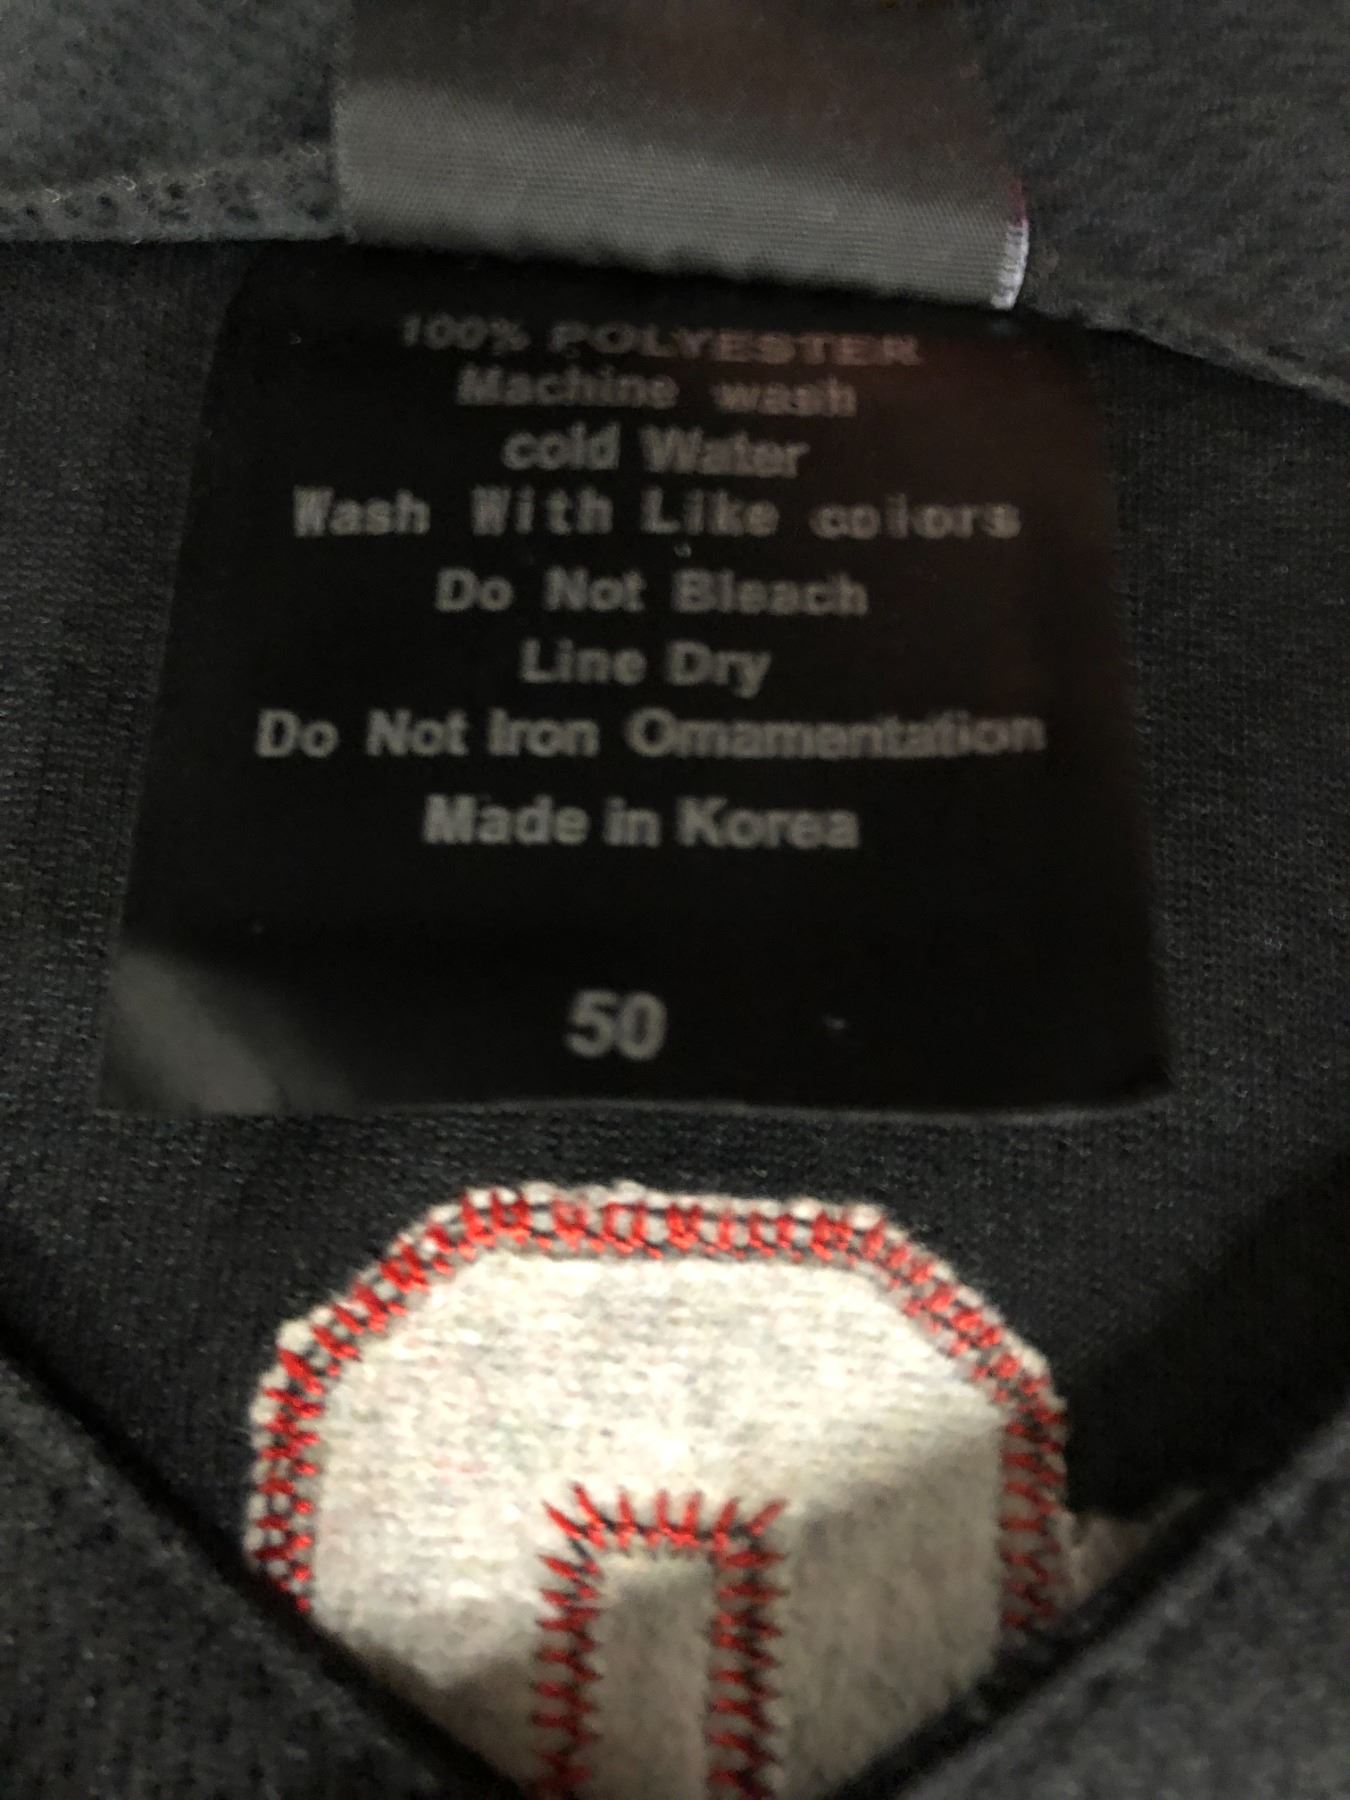 100% POLYESTER
Machine wash
cold Water
Wash With Like colors
Do Not Bleach
Line Dry
Do Not Iron Ornamentation
Made in Korea
50